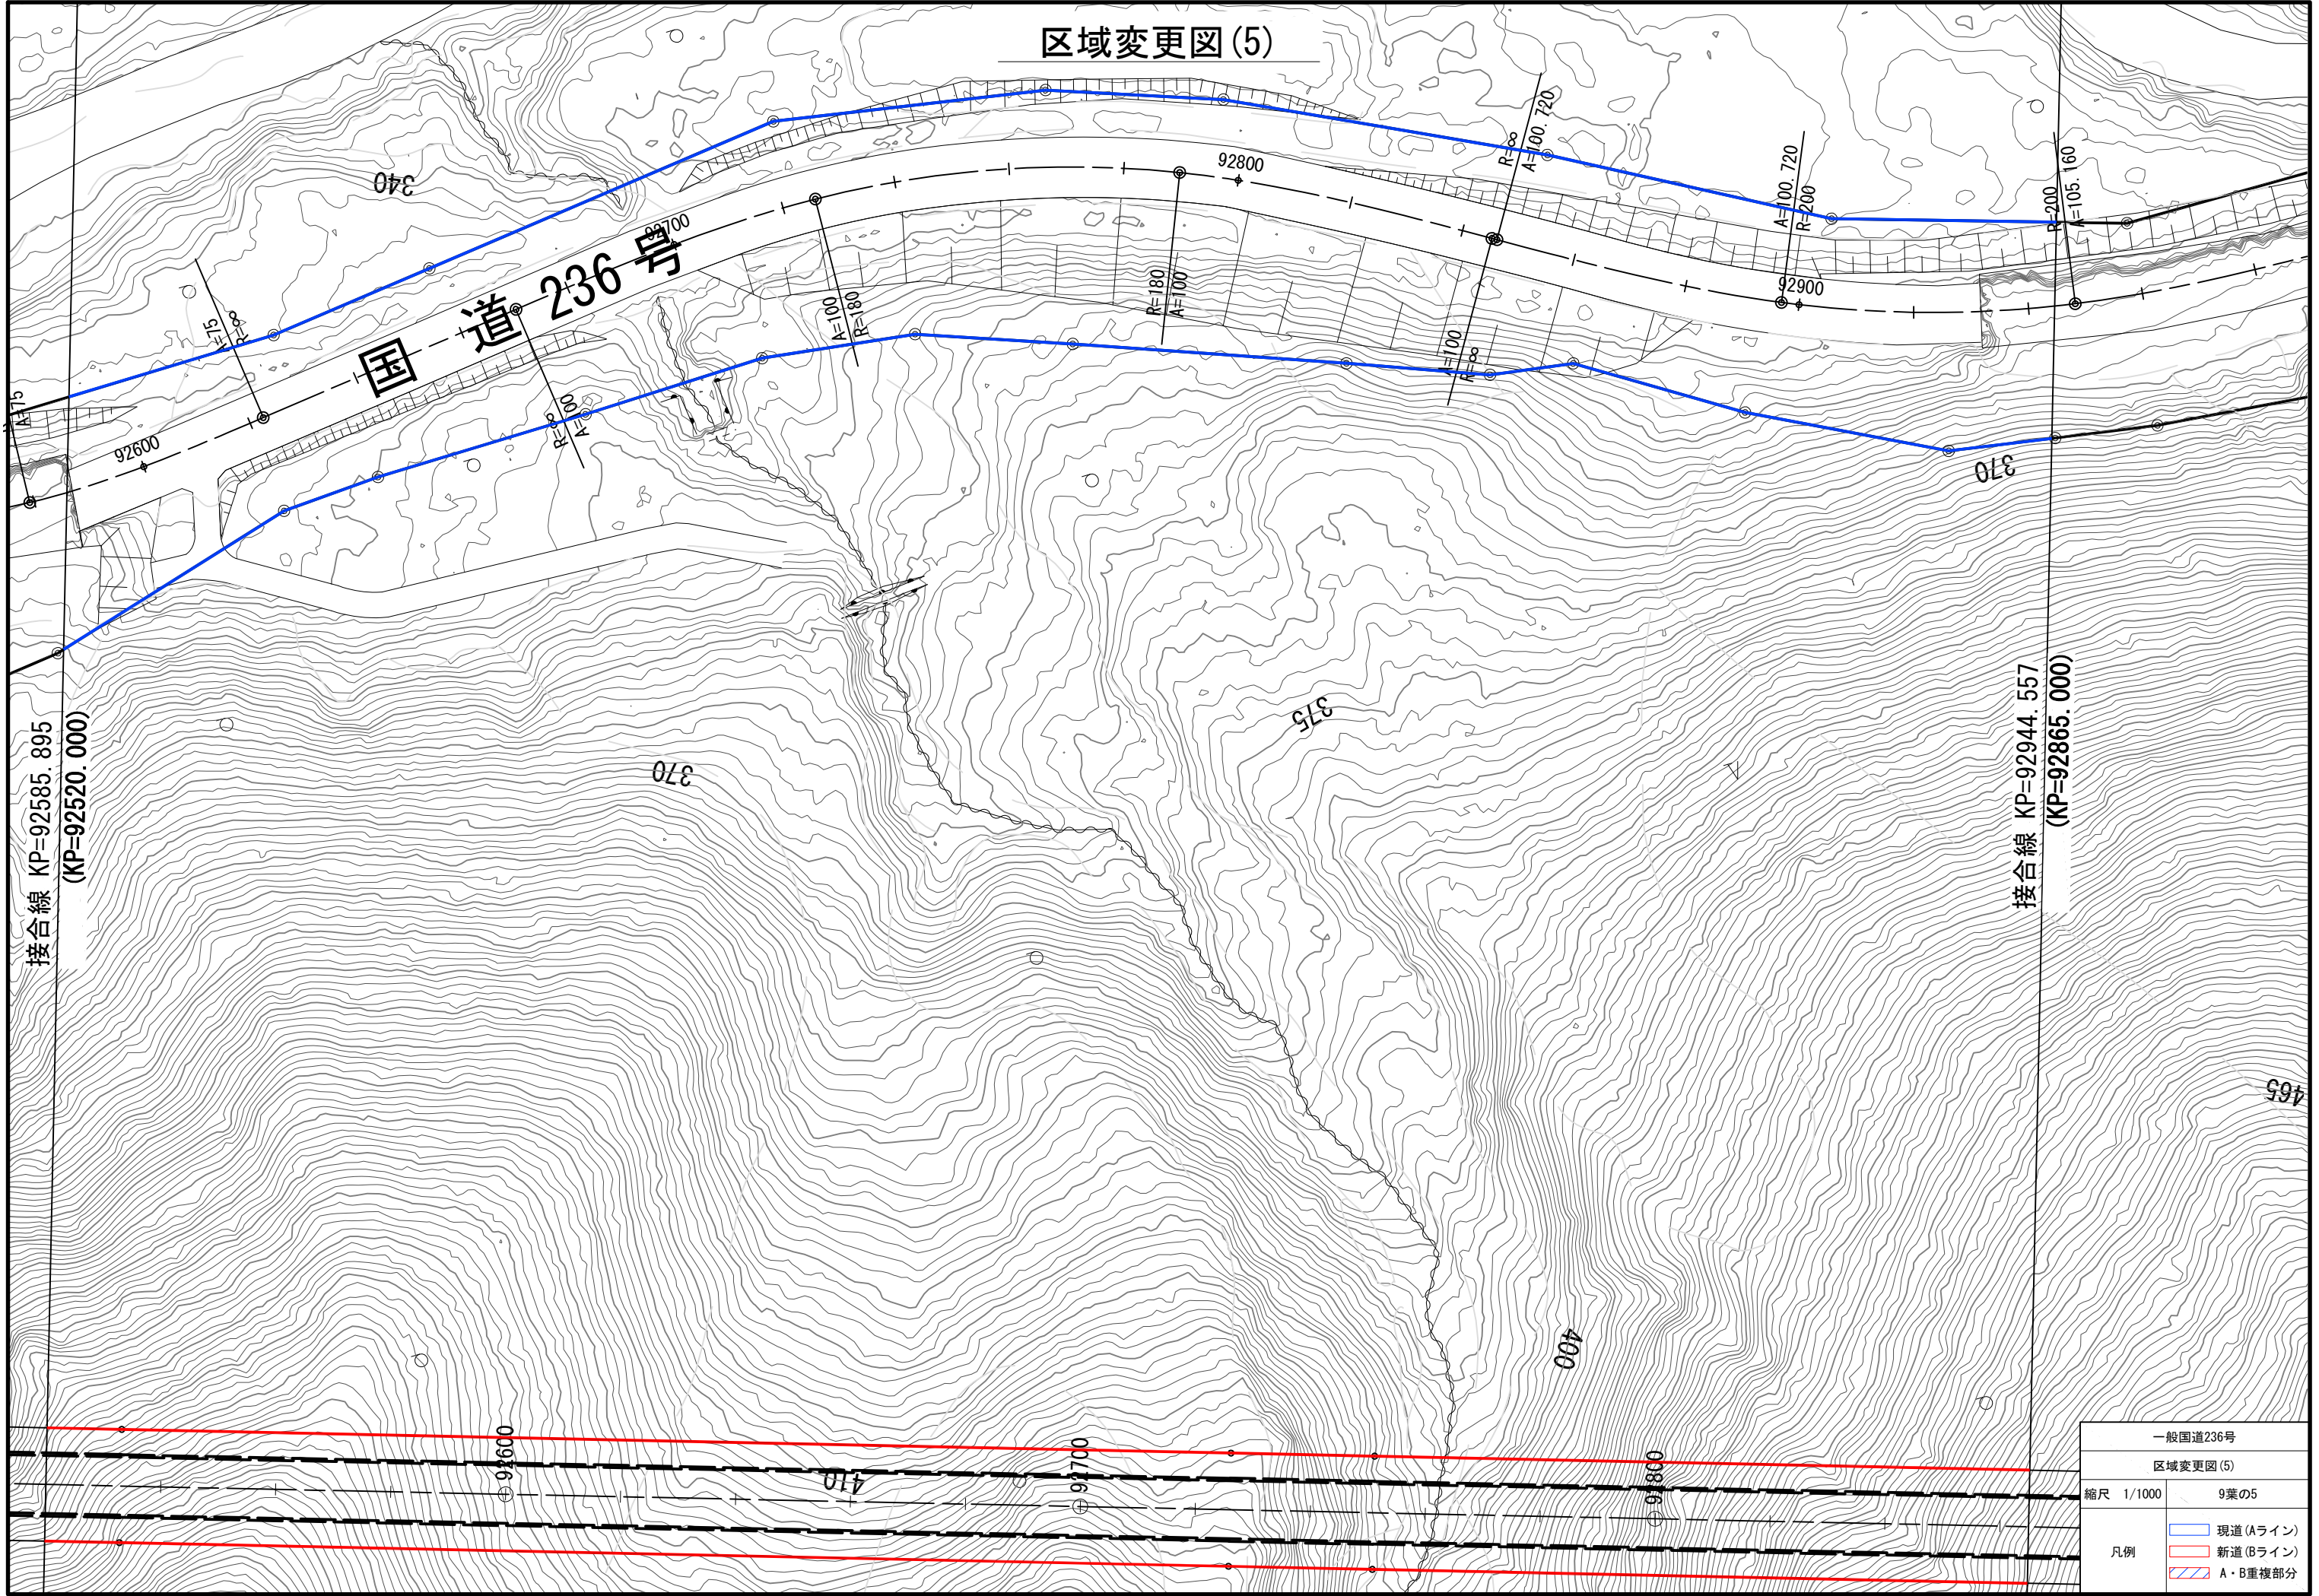 区域変更図(5)
340
92700
92800
R=∞
A=100.720
A=100.720
R=200
R=200
A=105.160
国道236号
A=75
R=∞
A=75
92600
R=∞
A=100
A=100
R=180
R=180
A=100
A=100
R=∞
92900
370
接合線 KP=92585.895
(KP=92520.000)
370
375
接合線 KP=92944.557
(KP=92865.000)
465
400
92600
410
92700
92800
一般国道236号
区域変更図(5)
縮尺 1/1000 9葉の5
凡例
現道(Aライン)
新道(Bライン)
A・B重複部分